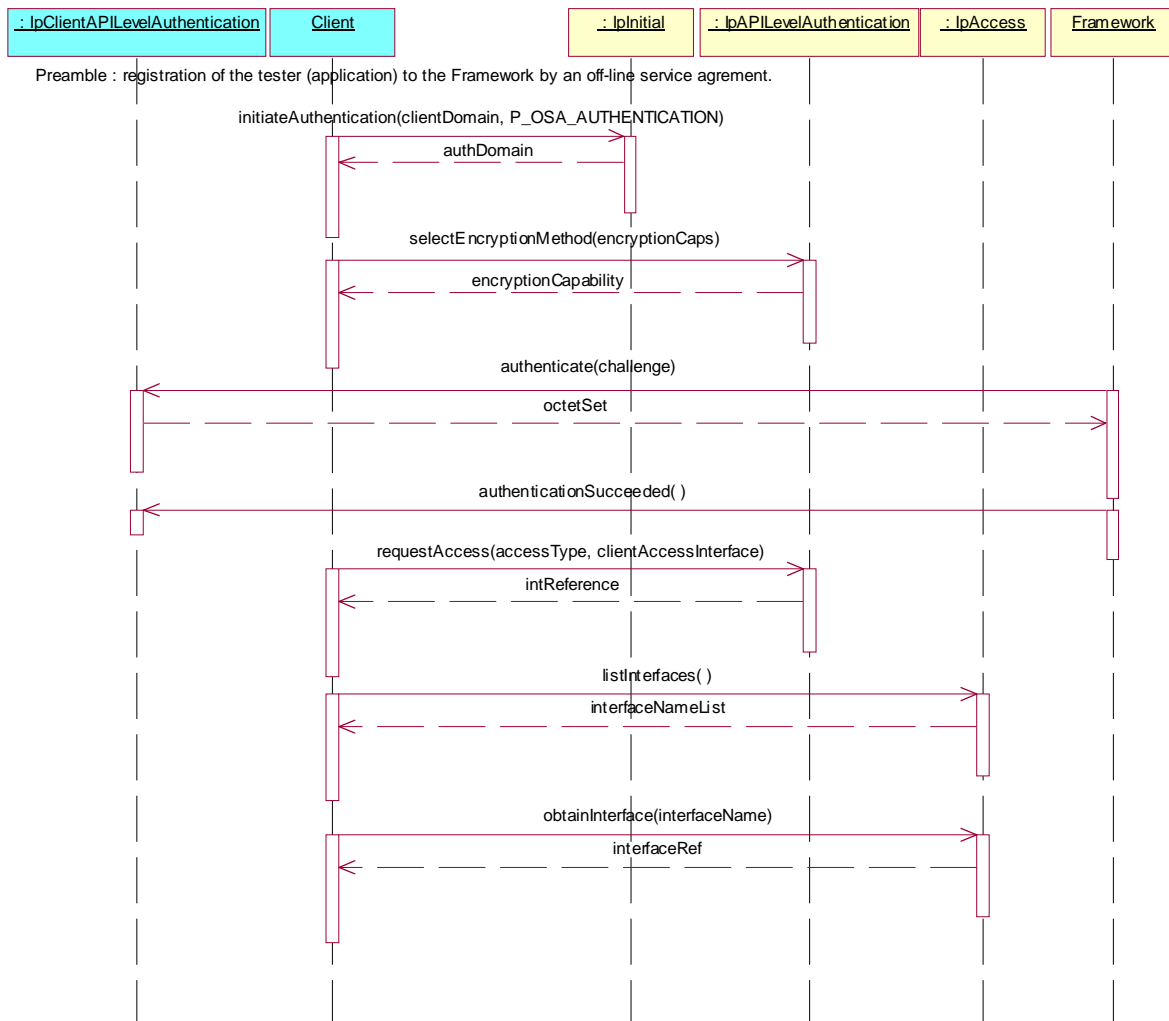 : IpClientAPILevelAuthentication
Client
: IpInitial
: IpAPILevelAuthentication
: IpAccess
Framework
Preamble : registration of the tester (application) to the Framework by an off-line service agrement.
initiateAuthentication(clientDomain, P_OSA_AUTHENTICATION)
authDomain
selectEncryptionMethod(encryptionCaps)
encryptionCapability
authenticate(challenge)
octetSet
authenticationSucceeded( )
requestAccess(accessType, clientAccessInterface)
intReference
listInterfaces( )
interfaceNameList
obtainInterface(interfaceName)
interfaceRef